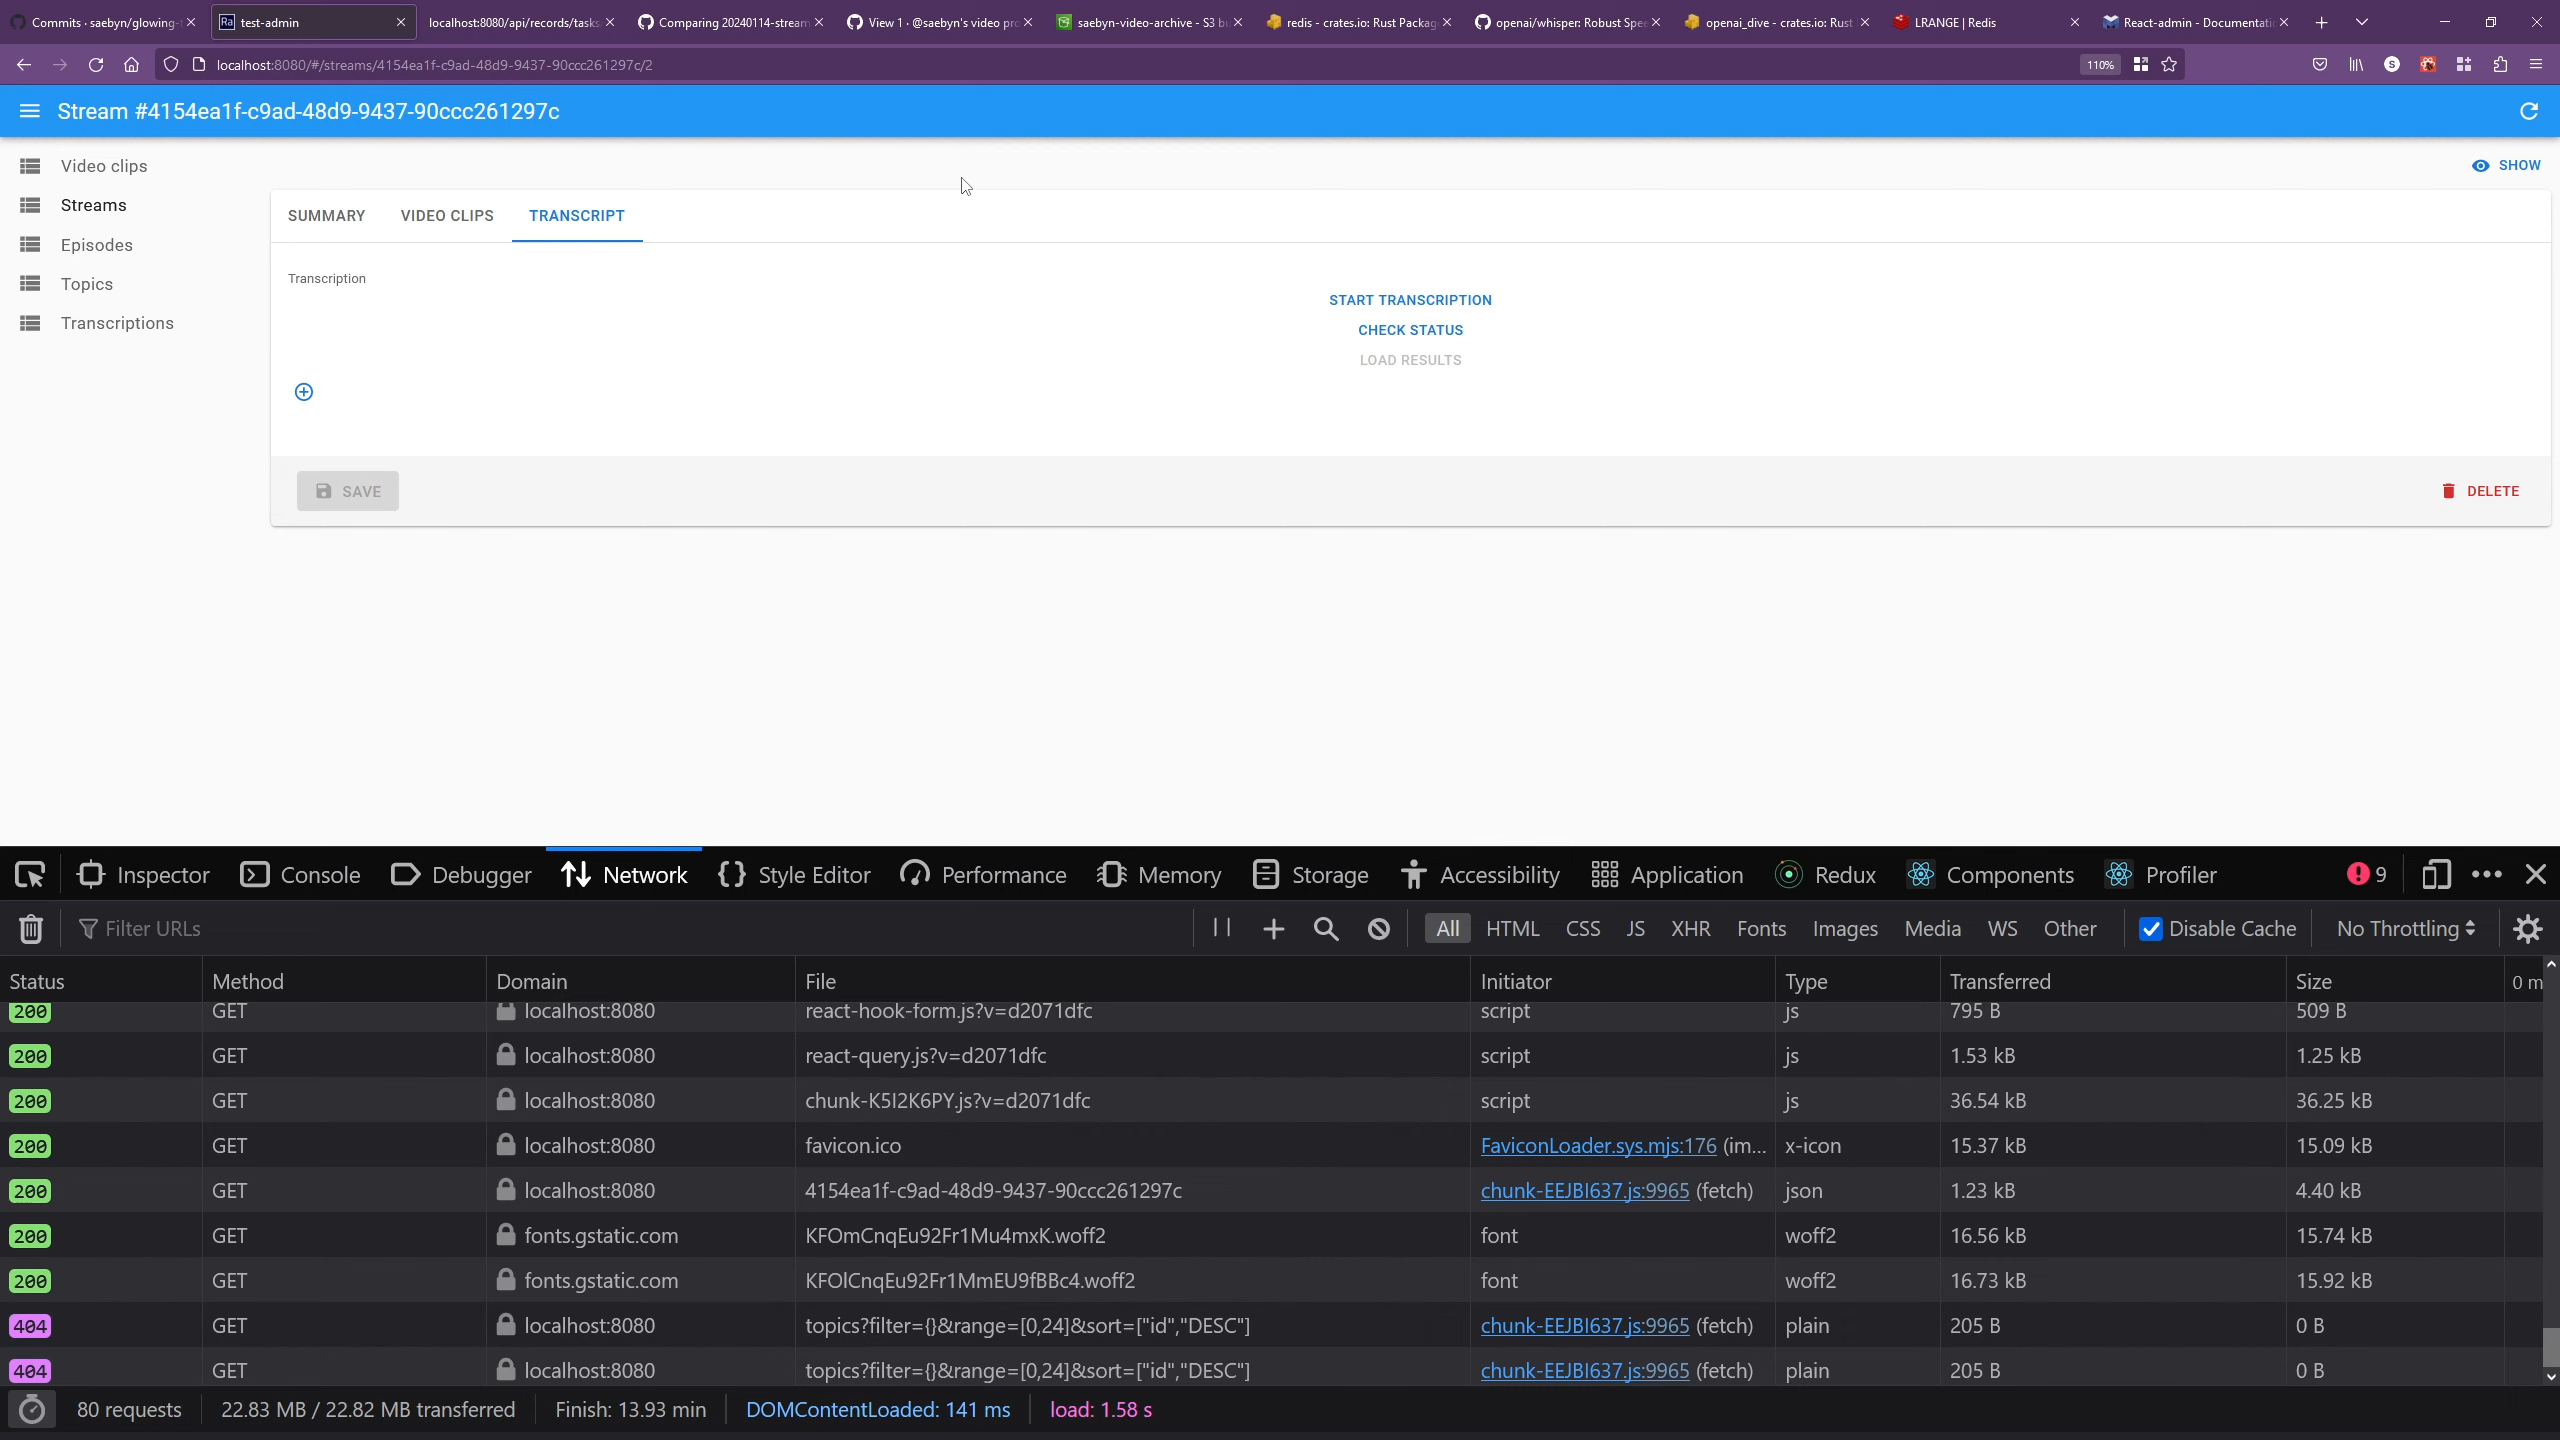 Commits · saebyn/glowing-
test-admin
localhost:8080/api/records/tasks
Comparing 20240114-stream
View 1 · @saebyn's video pro
saebyn-video-archive - S3 bu
redis - crates.io: Rust Packag
openai/whisper: Robust Spee
openai_dive - crates.io: Rust
LRANGE | Redis
React-admin - Documentatio
localhost:8080/#/streams/4154ea1f-c9ad-48d9-9437-90ccc261297c/2
110%
Stream #4154ea1f-c9ad-48d9-9437-90ccc261297c
Video clips
Streams
Episodes
Topics
Transcriptions
SHOW
SUMMARY VIDEO CLIPS TRANSCRIPT
Transcription
START TRANSCRIPTION
CHECK STATUS
LOAD RESULTS
SAVE
DELETE
Inspector Console Debugger Network Style Editor Performance Memory Storage Accessibility Application Redux Components Profiler 9
Filter URLs All HTML CSS JS XHR Fonts Images Media WS Other Disable Cache No Throttling
Status Method Domain File Initiator Type Transferred Size 0 m
200 GET localhost:8080 react-hook-form.js?v=d2071dfc script js 795 B 509 B
200 GET localhost:8080 react-query.js?v=d2071dfc script js 1.53 kB 1.25 kB
200 GET localhost:8080 chunk-K5I2K6PY.js?v=d2071dfc script js 36.54 kB 36.25 kB
200 GET localhost:8080 favicon.ico FaviconLoader.sys.mjs:176 (im... x-icon 15.37 kB 15.09 kB
200 GET localhost:8080 4154ea1f-c9ad-48d9-9437-90ccc261297c chunk-EEJBI637.js:9965 (fetch) json 1.23 kB 4.40 kB
200 GET fonts.gstatic.com KFOmCnqEu92Fr1Mu4mxK.woff2 font woff2 16.56 kB 15.74 kB
200 GET fonts.gstatic.com KFOlCnqEu92Fr1MmEU9fBBc4.woff2 font woff2 16.73 kB 15.92 kB
404 GET localhost:8080 topics?filter={}&range=[0,24]&sort=["id","DESC"] chunk-EEJBI637.js:9965 (fetch) plain 205 B 0 B
404 GET localhost:8080 topics?filter={}&range=[0,24]&sort=["id","DESC"] chunk-EEJBI637.js:9965 (fetch) plain 205 B 0 B
80 requests 22.83 MB / 22.82 MB transferred Finish: 13.93 min DOMContentLoaded: 141 ms load: 1.58 s